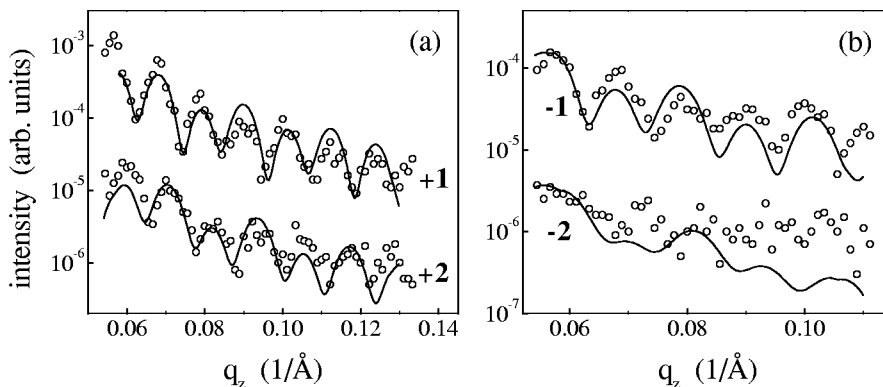 (a)
intensity (arb. units)
10⁻³
10⁻⁴
10⁻⁵
10⁻⁶
+1
+2
0.06 0.08 0.10 0.12 0.14
q_z (1/Å)
(b)
10⁻⁴
10⁻⁵
10⁻⁶
10⁻⁷
-1
-2
0.06 0.08 0.10
q_z (1/Å)